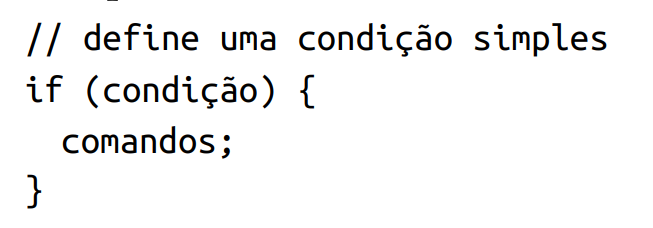 // define uma condição simples
if (condição) {
  comandos;
}